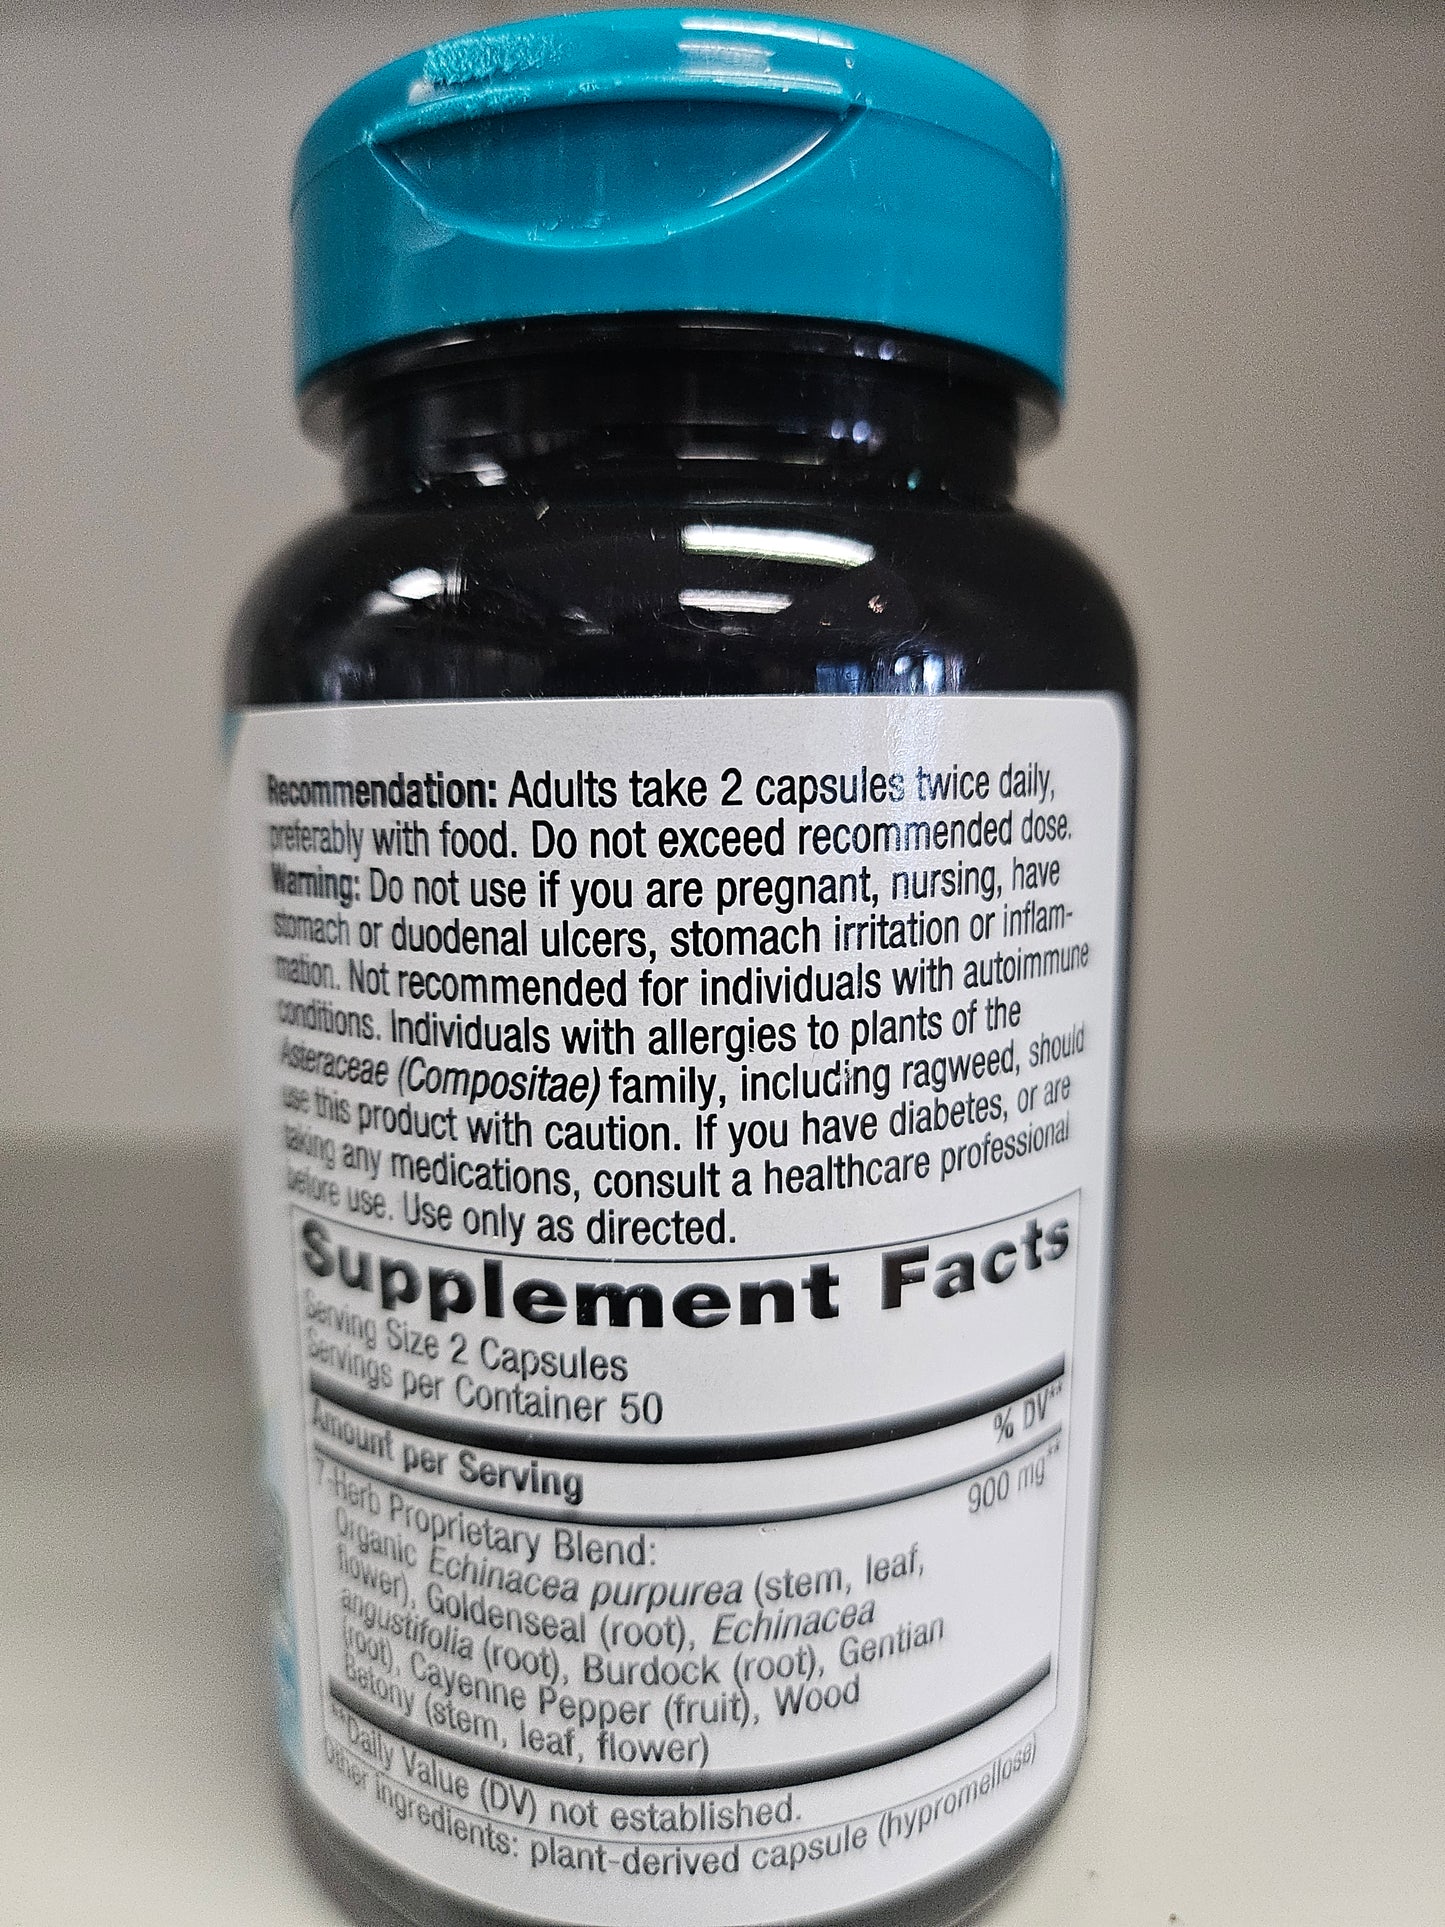 Recommendation: Adults take 2 capsules twice daily,
preferably with food. Do not exceed recommended dose.
Warning: Do not use if you are pregnant, nursing, have
stomach or duodenal ulcers, stomach irritation or inflam-
mation. Not recommended for individuals with autoimmune
conditions. Individuals with allergies to plants of the
Asteraceae (Compositae) family, including ragweed, should
use this product with caution. If you have diabetes, or are
taking any medications, consult a healthcare professional
before use. Use only as directed.
Supplement Facts
Serving Size 2 Capsules
Servings per Container 50
Amount per Serving % DV**
7-Herb Proprietary Blend: 900 mg**
Organic Echinacea purpurea (stem, leaf,
flower), Goldenseal (root), Echinacea
angustifolia (root), Burdock (root), Gentian
(root), Cayenne Pepper (fruit), Wood
Betony (stem, leaf, flower)
**Daily Value (DV) not established.
Other ingredients: plant-derived capsule (hypromellose)